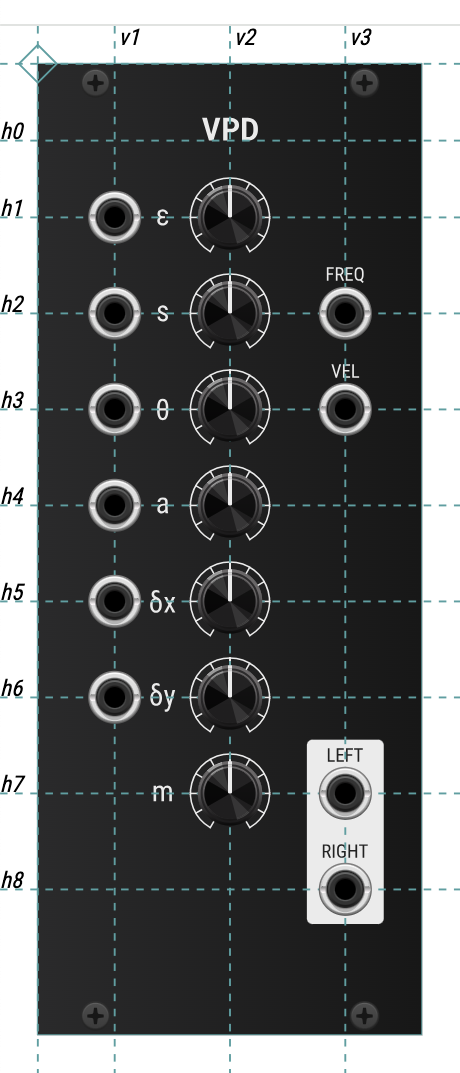 v1 v2 v3
h0 VPD
h1 ε
FREQ
h2 s
VEL
h3 θ
h4 a
h5 δx
h6 δy
LEFT
h7 m
RIGHT
h8